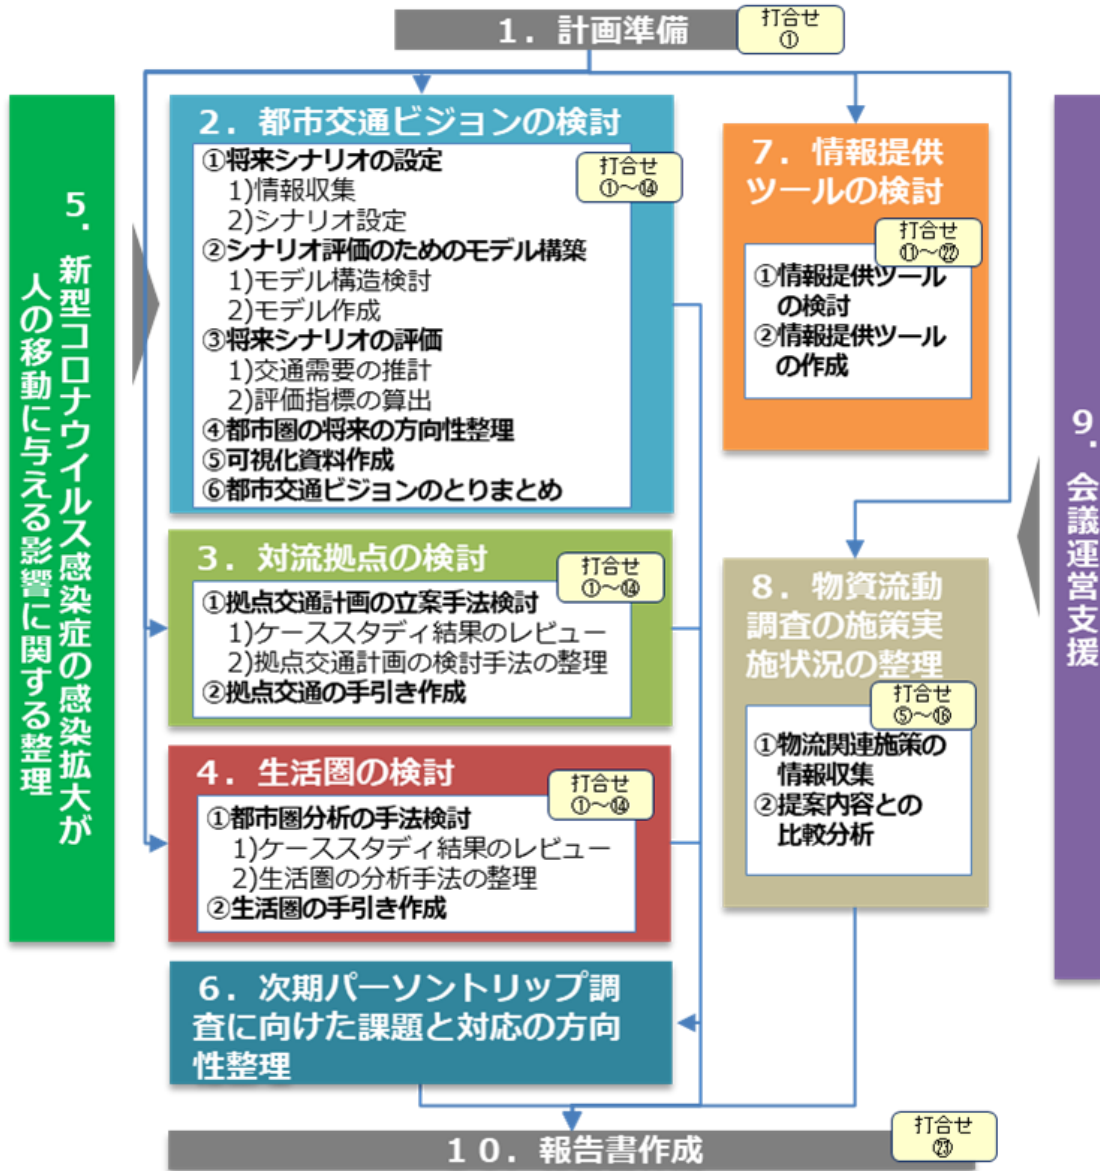 1．計画準備
打合せ
①
5．新型コロナウイルス感染症の感染拡大が
人の移動に与える影響に関する整理
2．都市交通ビジョンの検討
打合せ
①～⑭
①将来シナリオの設定
1)情報収集
2)シナリオ設定
②シナリオ評価のためのモデル構築
1)モデル構造検討
2)モデル作成
③将来シナリオの評価
1)交通需要の推計
2)評価指標の算出
④都市圏の将来の方向性整理
⑤可視化資料作成
⑥都市交通ビジョンのとりまとめ
3．対流拠点の検討
打合せ
①～⑭
①拠点交通計画の立案手法検討
1)ケーススタディ結果のレビュー
2)拠点交通計画の検討手法の整理
②拠点交通の手引き作成
4．生活圏の検討
打合せ
①～⑭
①都市圏分析の手法検討
1)ケーススタディ結果のレビュー
2)生活圏の分析手法の整理
②生活圏の手引き作成
6．次期パーソントリップ調
査に向けた課題と対応の方向
性整理
7．情報提供
ツールの検討
打合せ
⑪～㉒
①情報提供ツール
の検討
②情報提供ツール
の作成
8．物資流動
調査の施策実
施状況の整理
打合せ
⑤～⑯
①物流関連施策の
情報収集
②提案内容との
比較分析
9．会議運営支援
10．報告書作成
打合せ
㉓